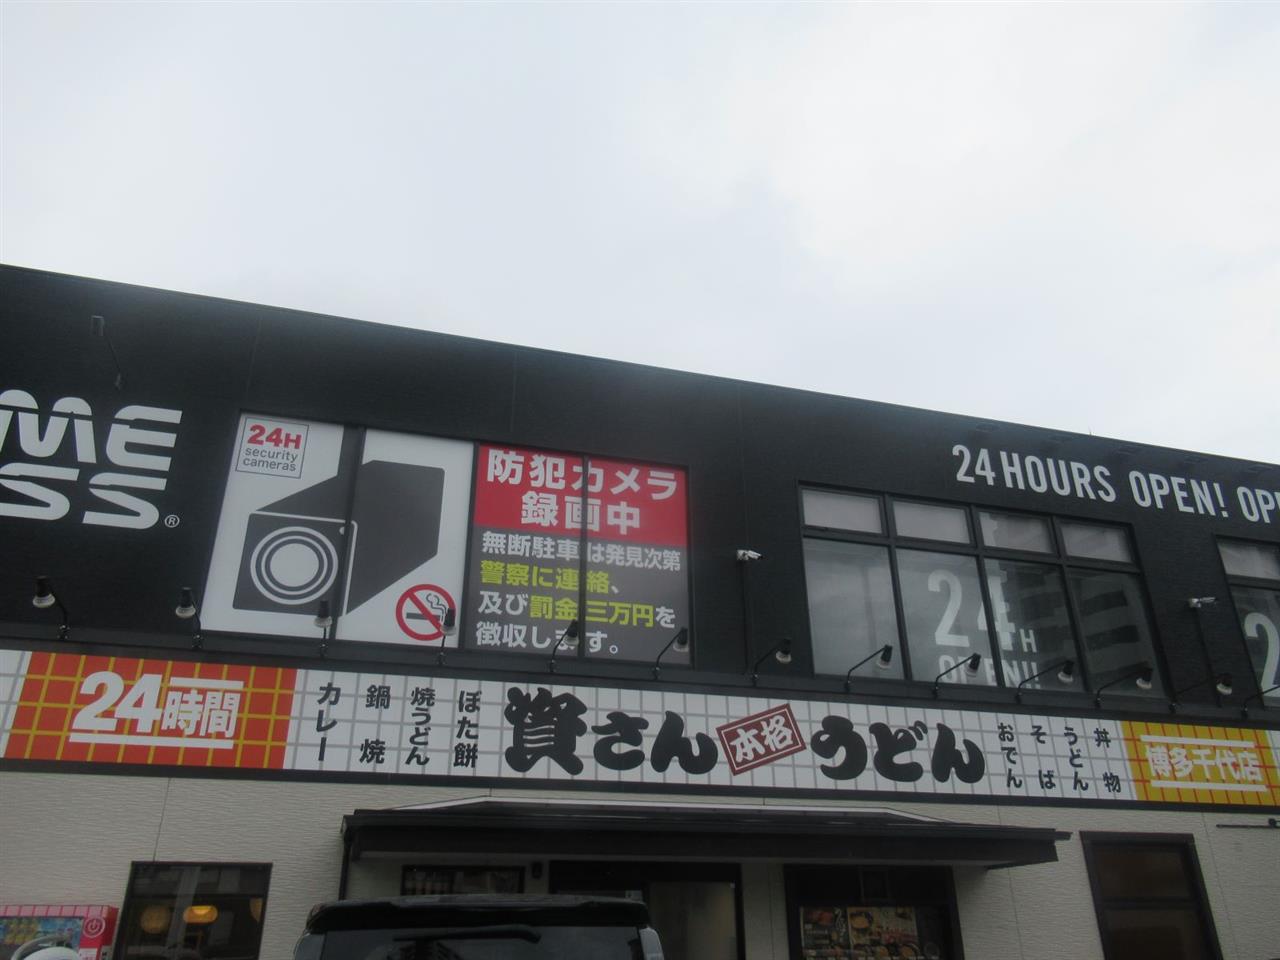 ME
SS®
24H
security
cameras
防犯カメラ
録画中
無断駐車は発見次第
警察に連絡、
及び罰金三万円を
徴収します。
24 HOURS OPEN! OP
24H
OPEN!!
2
24時間
カレー
鍋焼
焼うどん
ぼた餅
資さん
本格
うどん
おでん
そば
うどん
丼物
博多千代店